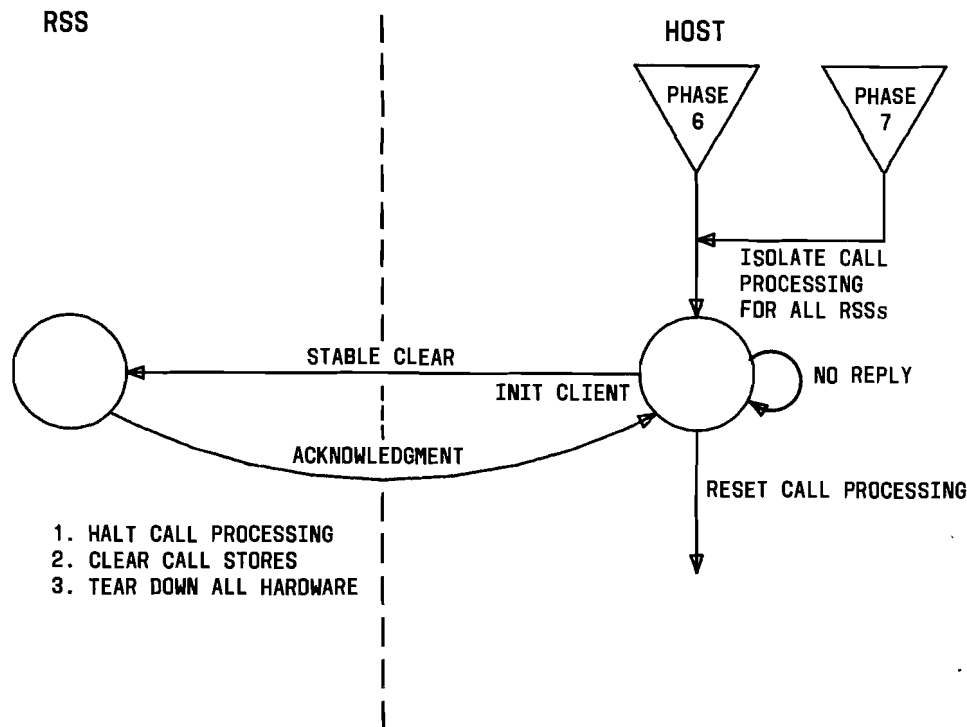 RSS
HOST
PHASE
6
PHASE
7
ISOLATE CALL
PROCESSING
FOR ALL RSSs
STABLE CLEAR
INIT CLIENT
NO REPLY
ACKNOWLEDGMENT
RESET CALL PROCESSING
1. HALT CALL PROCESSING
2. CLEAR CALL STORES
3. TEAR DOWN ALL HARDWARE